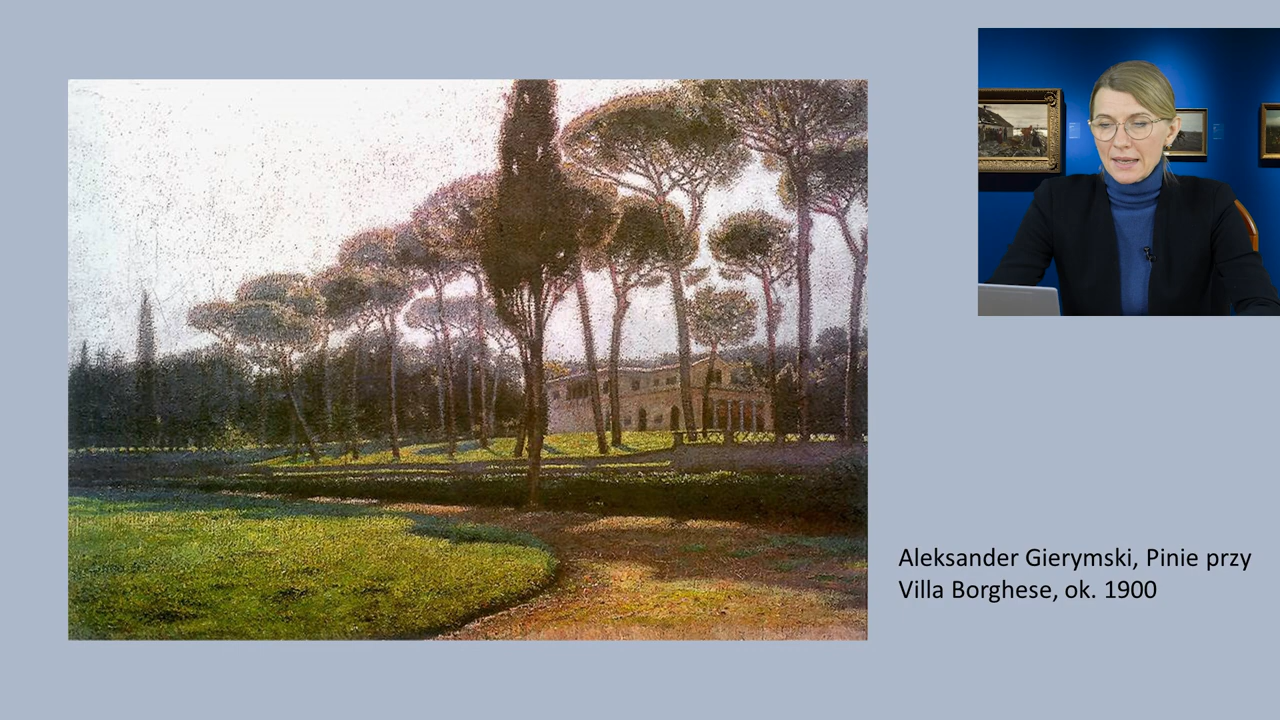 Aleksander Gierymski, Pinie przy
Villa Borghese, ok. 1900